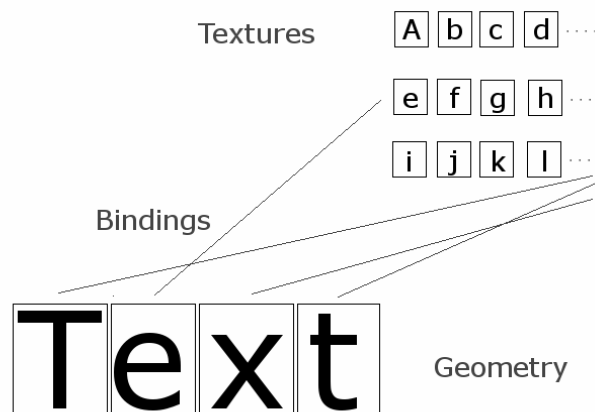 Textures A b c d ....
e f g h ...
i j k l ....
Bindings
Text
Geometry